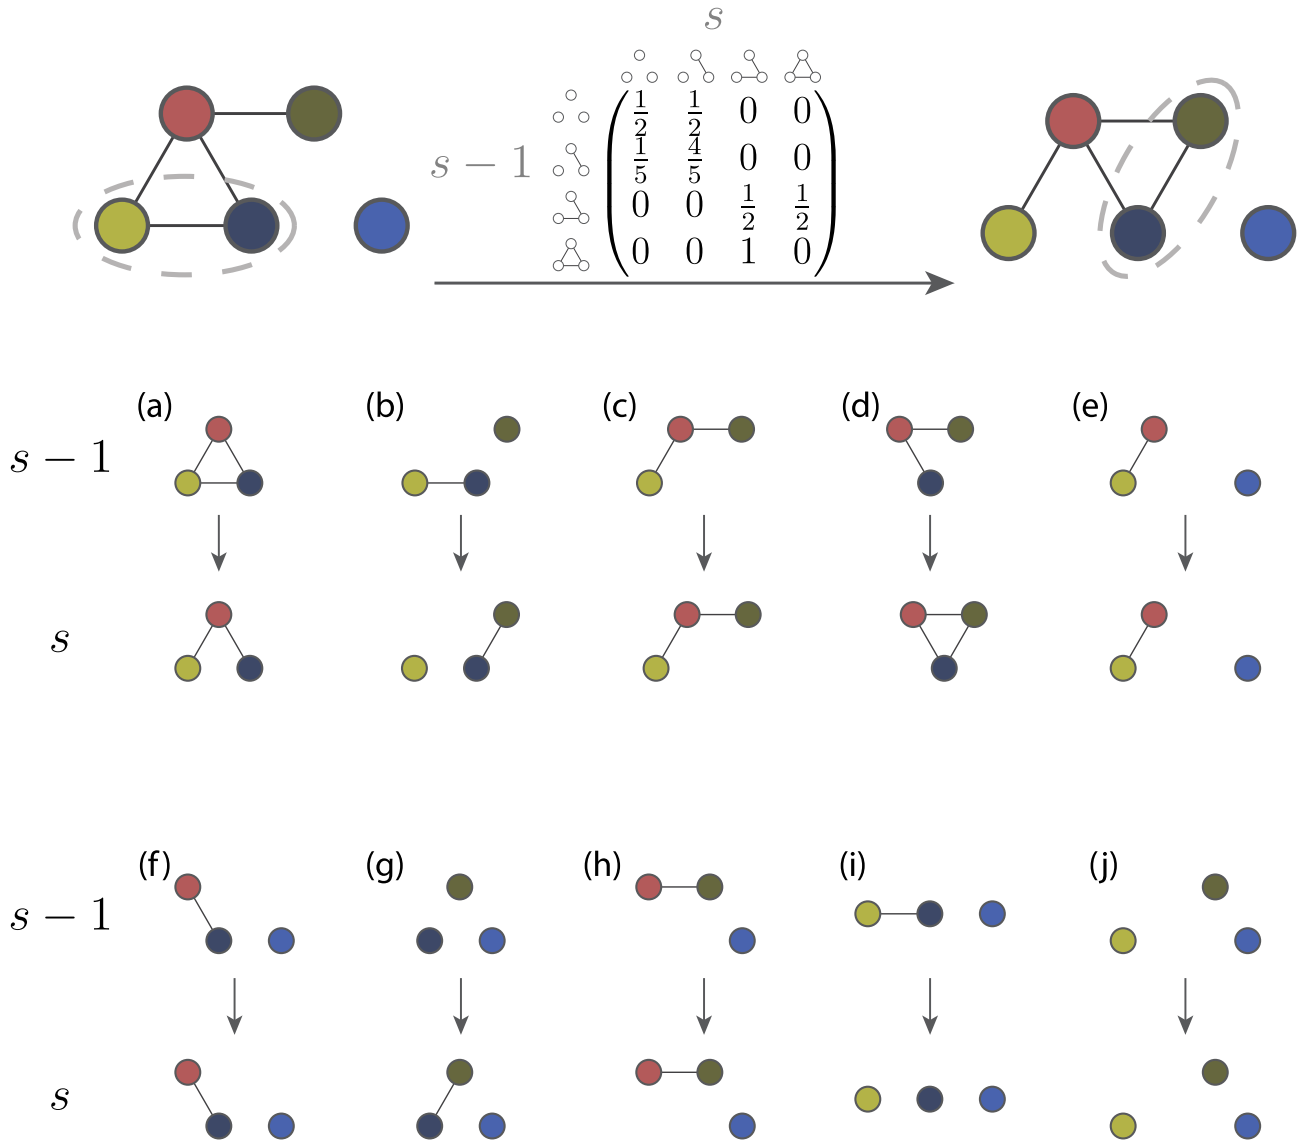 s
s − 1
1/2 1/2 0 0
1/5 4/5 0 0
0 0 1/2 1/2
0 0 1 0
(a) (b) (c) (d) (e)
s − 1
s
(f) (g) (h) (i) (j)
s − 1
s